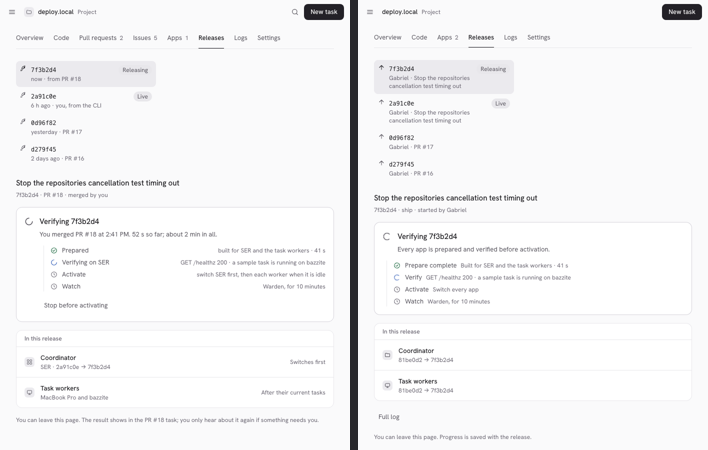 deploy.local Project
New task
Overview Code Pull requests 2 Issues 5 Apps 1 Releases Logs Settings
7f3b2d4 Releasing
now · from PR #18
2a91c0e Live
6 h ago · you, from the CLI
0d96f82
yesterday · PR #17
d279f45
2 days ago · PR #16
Stop the repositories cancellation test timing out
7f3b2d4 · PR #18 · merged by you
Verifying 7f3b2d4
You merged PR #18 at 2:41 PM. 52 s so far; about 2 min in all.
Prepared built for SER and the task workers · 41 s
Verifying on SER GET /healthz 200 · a sample task is running on bazzite
Activate switch SER first, then each worker when it is idle
Watch Warden, for 10 minutes
Stop before activating
In this release
Coordinator
SER · 2a91c0e → 7f3b2d4
Switches first
Task workers
MacBook Pro and bazzite
After their current tasks
You can leave this page. The result shows in the PR #18 task; you only hear about it again if something needs you.
deploy.local Project
New task
Overview Code Apps 2 Releases Logs Settings
7f3b2d4 Releasing
Gabriel · Stop the repositories
cancellation test timing out
2a91c0e Live
Gabriel · Stop the repositories
cancellation test timing out
0d96f82
Gabriel · PR #17
d279f45
Gabriel · PR #16
Stop the repositories cancellation test timing out
7f3b2d4 · ship · started by Gabriel
Verifying 7f3b2d4
Every app is prepared and verified before activation.
Prepare complete Built for SER and the task workers · 41 s
Verify GET /healthz 200 · a sample task is running on bazzite
Activate Switch every app
Watch Warden, for 10 minutes
In this release
Coordinator
81be0d2 → 7f3b2d4
Task workers
81be0d2 → 7f3b2d4
Full log
You can leave this page. Progress is saved with the release.